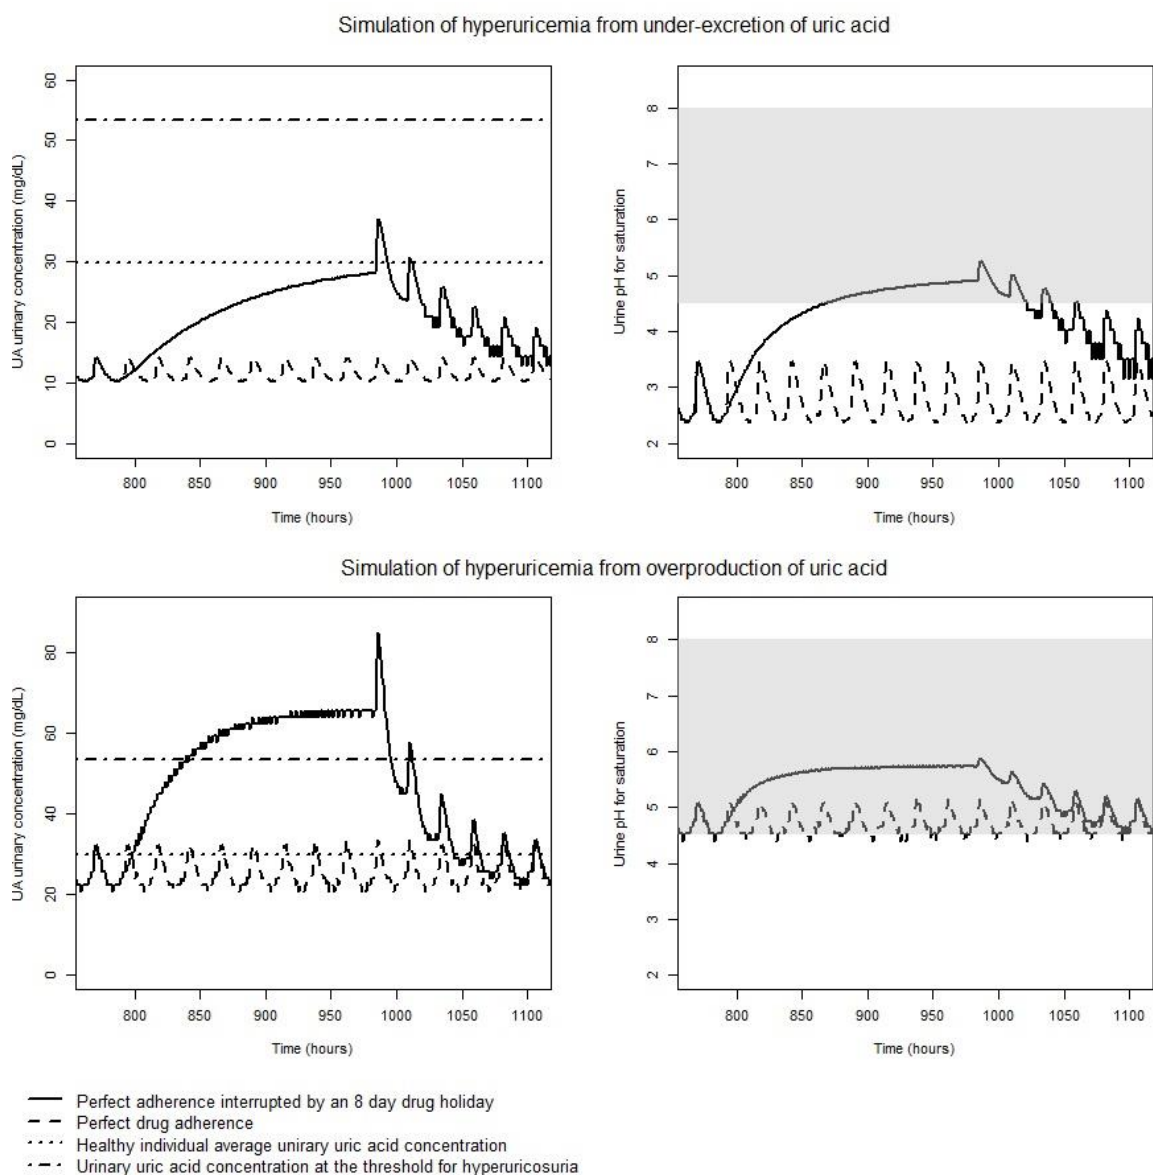 Simulation of hyperuricemia from under-excretion of uric acid
UA urinary concentration (mg/dL)
60
50
40
30
20
10
0
800 850 900 950 1000 1050 1100
Time (hours)
Urine pH for saturation
8
7
6
5
4
3
2
800 850 900 950 1000 1050 1100
Time (hours)
Simulation of hyperuricemia from overproduction of uric acid
UA urinary concentration (mg/dL)
80
60
40
20
0
800 850 900 950 1000 1050 1100
Time (hours)
Urine pH for saturation
8
7
6
5
4
3
2
800 850 900 950 1000 1050 1100
Time (hours)
Perfect adherence interrupted by an 8 day drug holiday
Perfect drug adherence
Healthy individual average unirary uric acid concentration
Urinary uric acid concentration at the threshold for hyperuricosuria